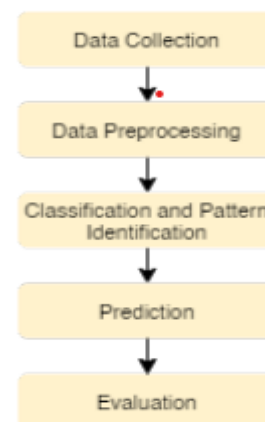 Data Collection
Data Preprocessing
Classification and Pattern
Identification
Prediction
Evaluation